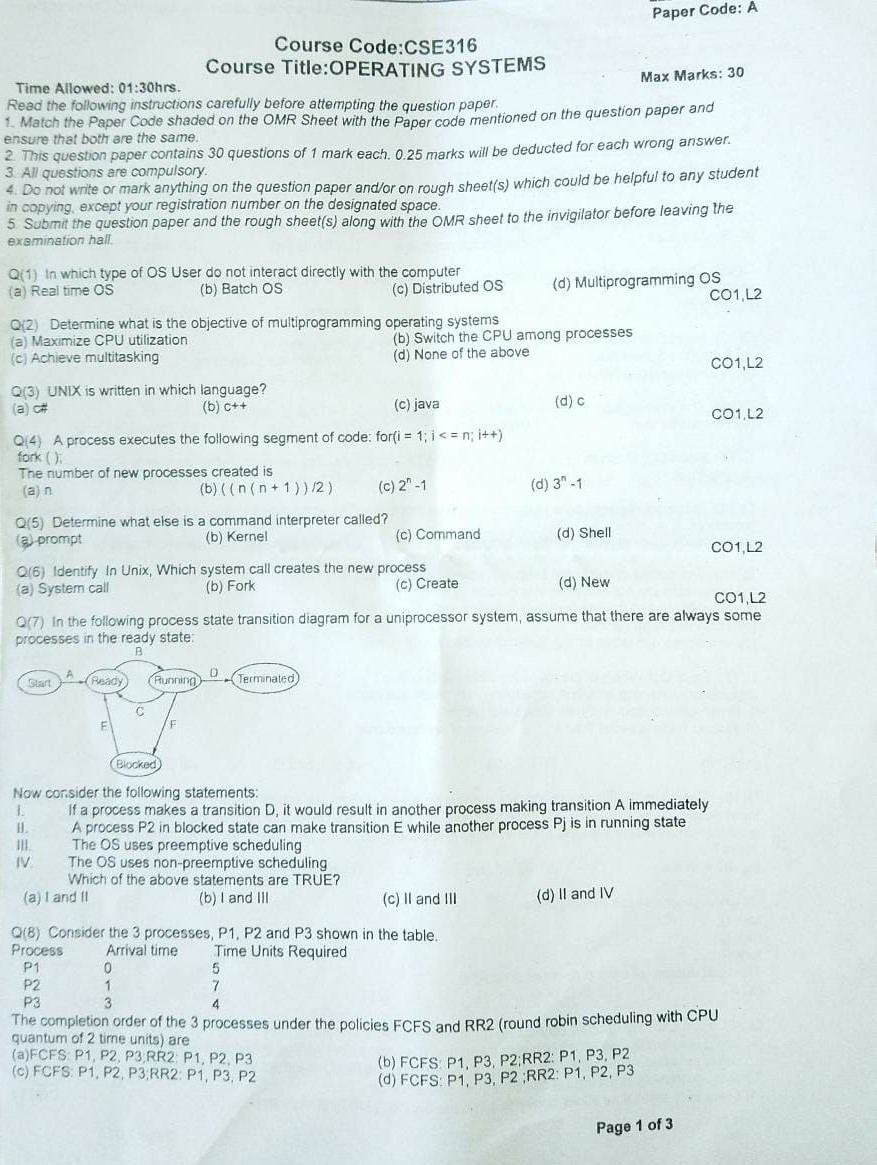 Paper Code: A
Course Code:CSE316
Course Title:OPERATING SYSTEMS
Time Allowed: 01:30hrs.
Max Marks: 30
Read the following instructions carefully before attempting the question paper.
1. Match the Paper Code shaded on the OMR Sheet with the Paper code mentioned on the question paper and
ensure that both are the same.
2. This question paper contains 30 questions of 1 mark each. 0.25 marks will be deducted for each wrong answer.
3. All questions are compulsory.
4. Do not write or mark anything on the question paper and/or on rough sheet(s) which could be helpful to any student
in copying, except your registration number on the designated space.
5. Submit the question paper and the rough sheet(s) along with the OMR sheet to the invigilator before leaving the
examination hall.
Q(1) In which type of OS User do not interact directly with the computer
(a) Real time OS (b) Batch OS (c) Distributed OS (d) Multiprogramming OS
CO1,L2
Q(2) Determine what is the objective of multiprogramming operating systems
(a) Maximize CPU utilization (b) Switch the CPU among processes
(c) Achieve multitasking (d) None of the above
CO1,L2
Q(3) UNIX is written in which language?
(a) c# (b) c++ (c) java (d) c
CO1,L2
Q(4) A process executes the following segment of code: for(i = 1; i < = n; i++)
fork ( );
The number of new processes created is
(a) n (b) ( ( n ( n + 1 ) ) /2 ) (c) 2ⁿ -1 (d) 3ⁿ -1
Q(5) Determine what else is a command interpreter called?
(a) prompt (b) Kernel (c) Command (d) Shell
CO1,L2
Q(6) Identify In Unix, Which system call creates the new process
(a) System call (b) Fork (c) Create (d) New
CO1,L2
Q(7) In the following process state transition diagram for a uniprocessor system, assume that there are always some
processes in the ready state:
B
Start A Ready Running D Terminated
C
E F
Blocked
Now consider the following statements:
I. If a process makes a transition D, it would result in another process making transition A immediately
II. A process P2 in blocked state can make transition E while another process Pj is in running state
III. The OS uses preemptive scheduling
IV. The OS uses non-preemptive scheduling
Which of the above statements are TRUE?
(a) I and II (b) I and III (c) II and III (d) II and IV
Q(8) Consider the 3 processes, P1, P2 and P3 shown in the table.
Process Arrival time Time Units Required
P1 0 5
P2 1 7
P3 3 4
The completion order of the 3 processes under the policies FCFS and RR2 (round robin scheduling with CPU
quantum of 2 time units) are
(a)FCFS: P1, P2, P3;RR2: P1, P2, P3 (b) FCFS: P1, P3, P2;RR2: P1, P3, P2
(c) FCFS: P1, P2, P3;RR2: P1, P3, P2 (d) FCFS: P1, P3, P2 ;RR2: P1, P2, P3
Page 1 of 3